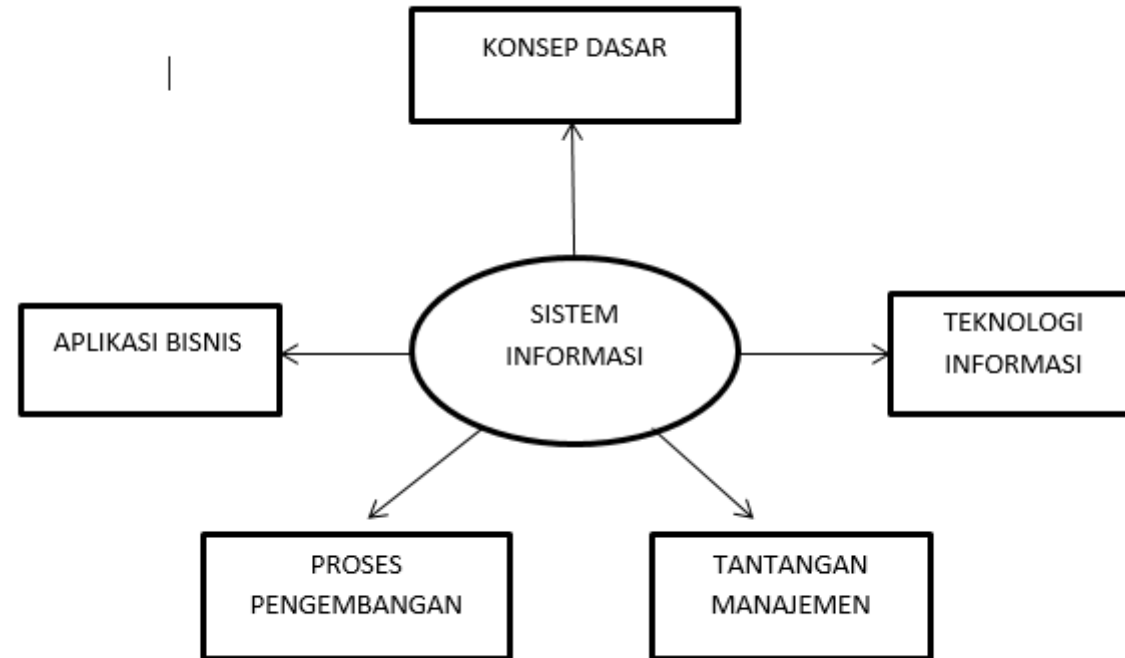 KONSEP DASAR
SISTEM
INFORMASI
APLIKASI BISNIS
TEKNOLOGI
INFORMASI
PROSES
PENGEMBANGAN
TANTANGAN
MANAJEMEN